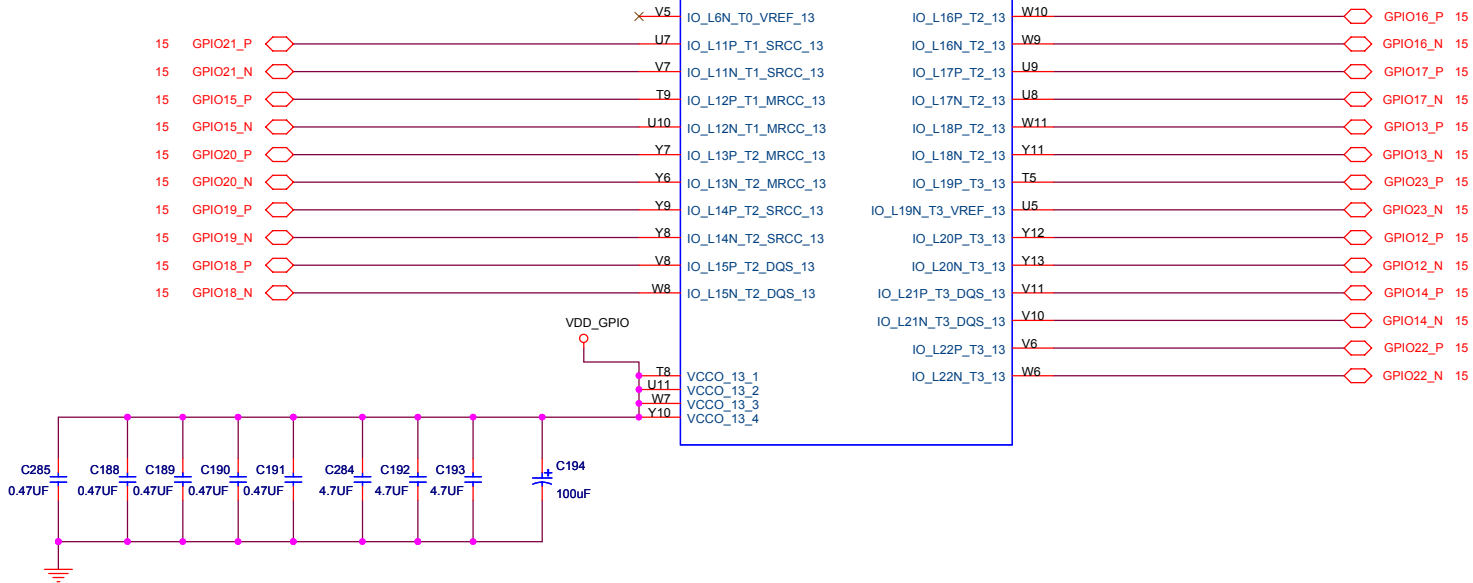 V5 IO_L6N_T0_VREF_13 IO_L16P_T2_13 W10 GPIO16_P 15
15 GPIO21_P U7 IO_L11P_T1_SRCC_13 IO_L16N_T2_13 W9 GPIO16_N 15
15 GPIO21_N V7 IO_L11N_T1_SRCC_13 IO_L17P_T2_13 U9 GPIO17_P 15
15 GPIO15_P T9 IO_L12P_T1_MRCC_13 IO_L17N_T2_13 U8 GPIO17_N 15
15 GPIO15_N U10 IO_L12N_T1_MRCC_13 IO_L18P_T2_13 W11 GPIO13_P 15
15 GPIO20_P Y7 IO_L13P_T2_MRCC_13 IO_L18N_T2_13 Y11 GPIO13_N 15
15 GPIO20_N Y6 IO_L13N_T2_MRCC_13 IO_L19P_T3_13 T5 GPIO23_P 15
15 GPIO19_P Y9 IO_L14P_T2_SRCC_13 IO_L19N_T3_VREF_13 U5 GPIO23_N 15
15 GPIO19_N Y8 IO_L14N_T2_SRCC_13 IO_L20P_T3_13 Y12 GPIO12_P 15
15 GPIO18_P V8 IO_L15P_T2_DQS_13 IO_L20N_T3_13 Y13 GPIO12_N 15
15 GPIO18_N W8 IO_L15N_T2_DQS_13 IO_L21P_T3_DQS_13 V11 GPIO14_P 15
VDD_GPIO IO_L21N_T3_DQS_13 V10 GPIO14_N 15
IO_L22P_T3_13 V6 GPIO22_P 15
T8 VCCO_13_1 IO_L22N_T3_13 W6 GPIO22_N 15
U11 VCCO_13_2
W7 VCCO_13_3
Y10 VCCO_13_4
C285 C188 C189 C190 C191 C284 C192 C193 + C194
0.47UF 0.47UF 0.47UF 0.47UF 0.47UF 4.7UF 4.7UF 4.7UF 100uF